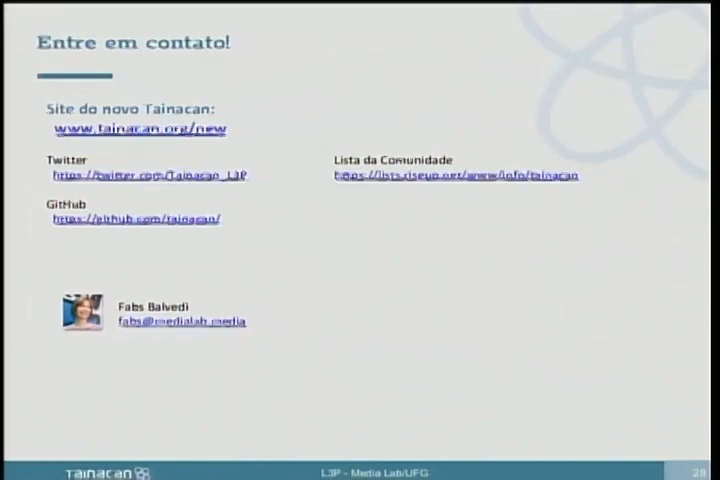 Entre em contato!
Site do novo Tainacan:
www.tainacan.org/new
Twitter
https://twitter.com/Tainacan_L3P
Lista da Comunidade
https://lists.riseup.net/www/info/tainacan
GitHub
https://github.com/tainacan/
Fabs Balvedi
fabs@medialab.media
Tainacan
L3P - Media Lab/UFG
28